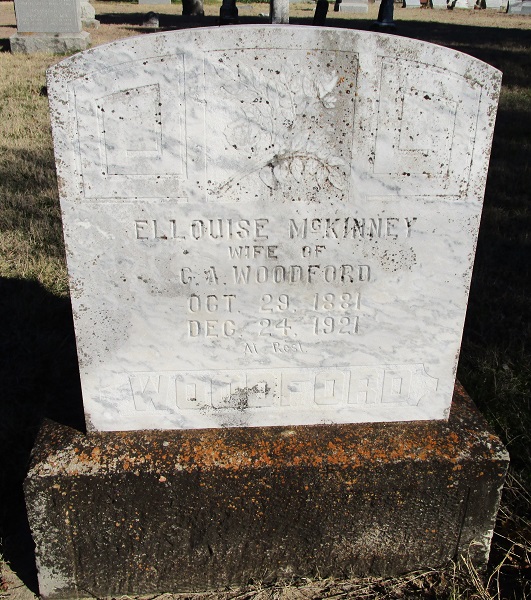 ELLOUISE McKINNEY
WIFE OF
G. A. WOODFORD
OCT. 29. 1881
DEC. 24. 1921
At Rest.
WOODFORD